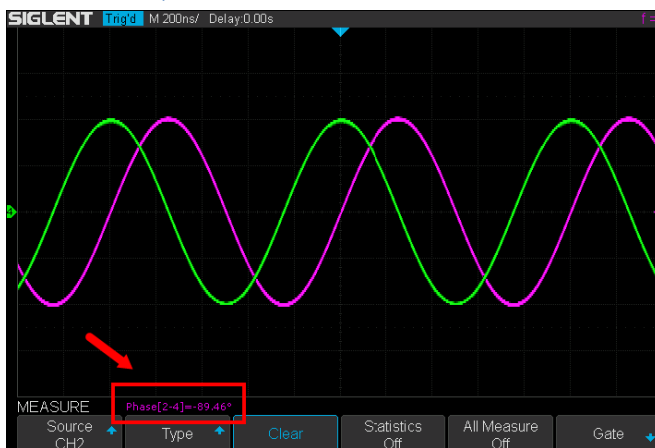 SIGLENT Trig'd M 200ns/ Delay:0.00s f =
4
MEASURE Phase[2-4]=-89.46°
Source Type Clear Statistics All Measure Gate
CH2 Off Off